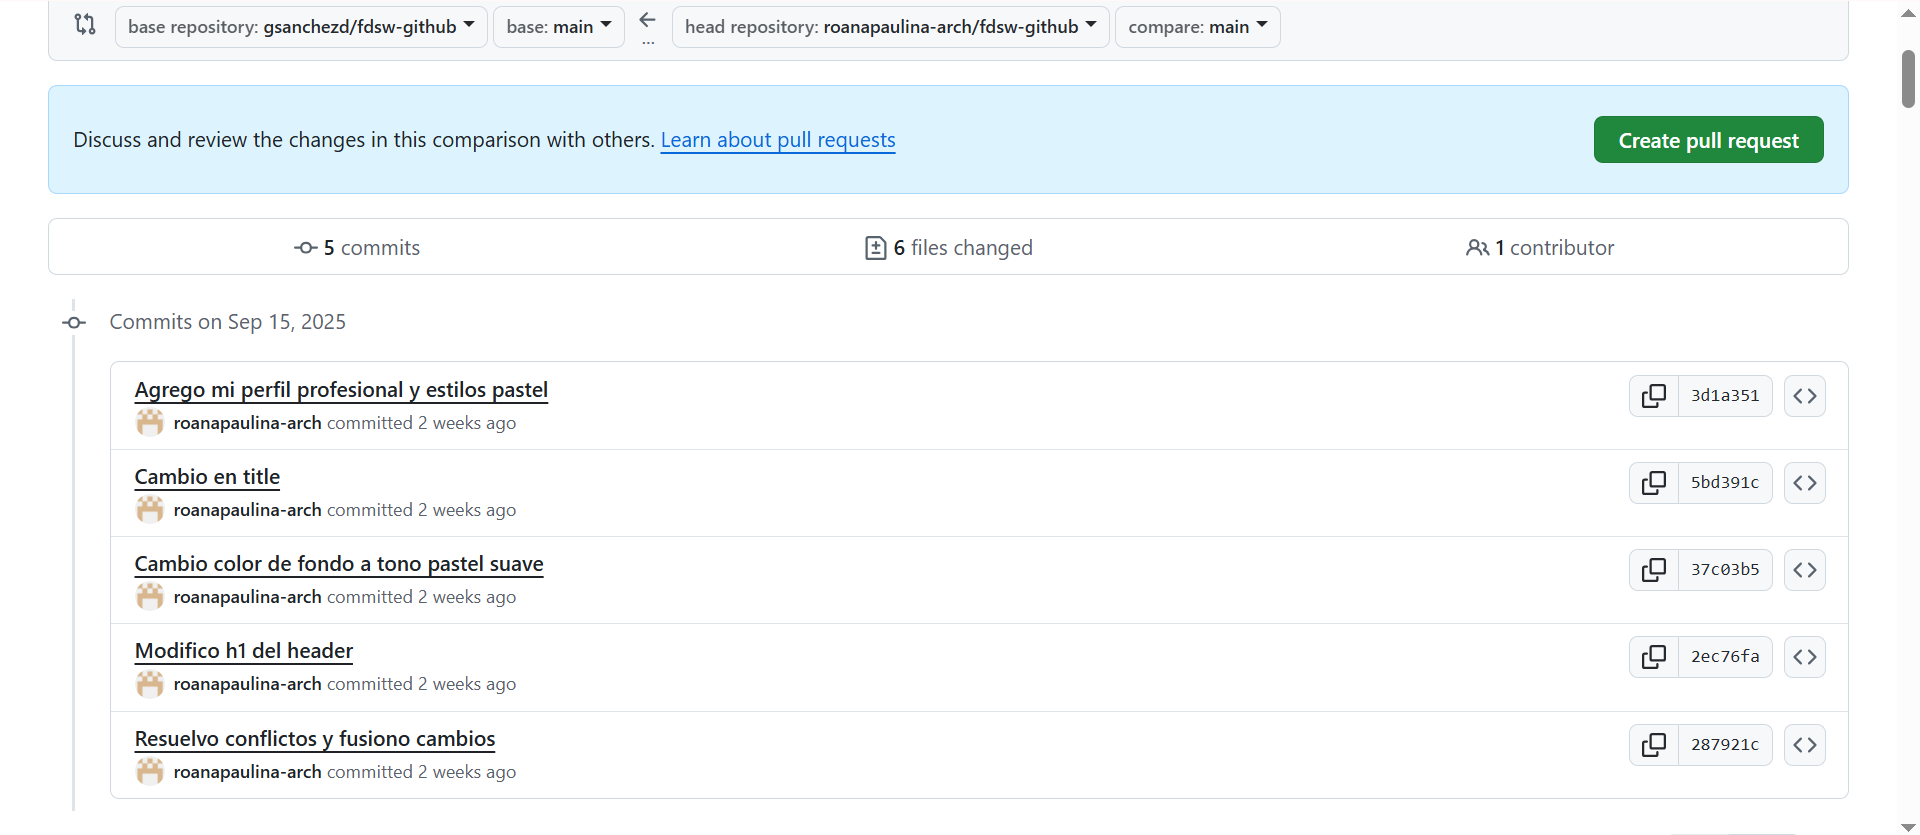 base repository: gsanchezd/fdsw-github base: main ... head repository: roanapaulina-arch/fdsw-github compare: main
Discuss and review the changes in this comparison with others. Learn about pull requests
Create pull request
5 commits
6 files changed
1 contributor
Commits on Sep 15, 2025
Agrego mi perfil profesional y estilos pastel
roanapaulina-arch committed 2 weeks ago
3d1a351
Cambio en title
roanapaulina-arch committed 2 weeks ago
5bd391c
Cambio color de fondo a tono pastel suave
roanapaulina-arch committed 2 weeks ago
37c03b5
Modifico h1 del header
roanapaulina-arch committed 2 weeks ago
2ec76fa
Resuelvo conflictos y fusiono cambios
roanapaulina-arch committed 2 weeks ago
287921c